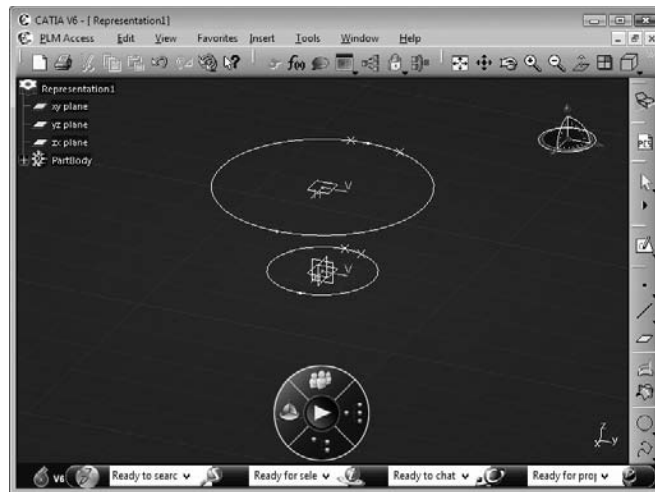 CATIA V6 - [ Representation1]
PLM Access Edit View Favorites Insert Tools Window Help
f(x)
Representation1
xy plane
yz plane
zx plane
PartBody
V
V
z
x y
V6 Ready to searc Ready for sele Ready to chat Ready for proj